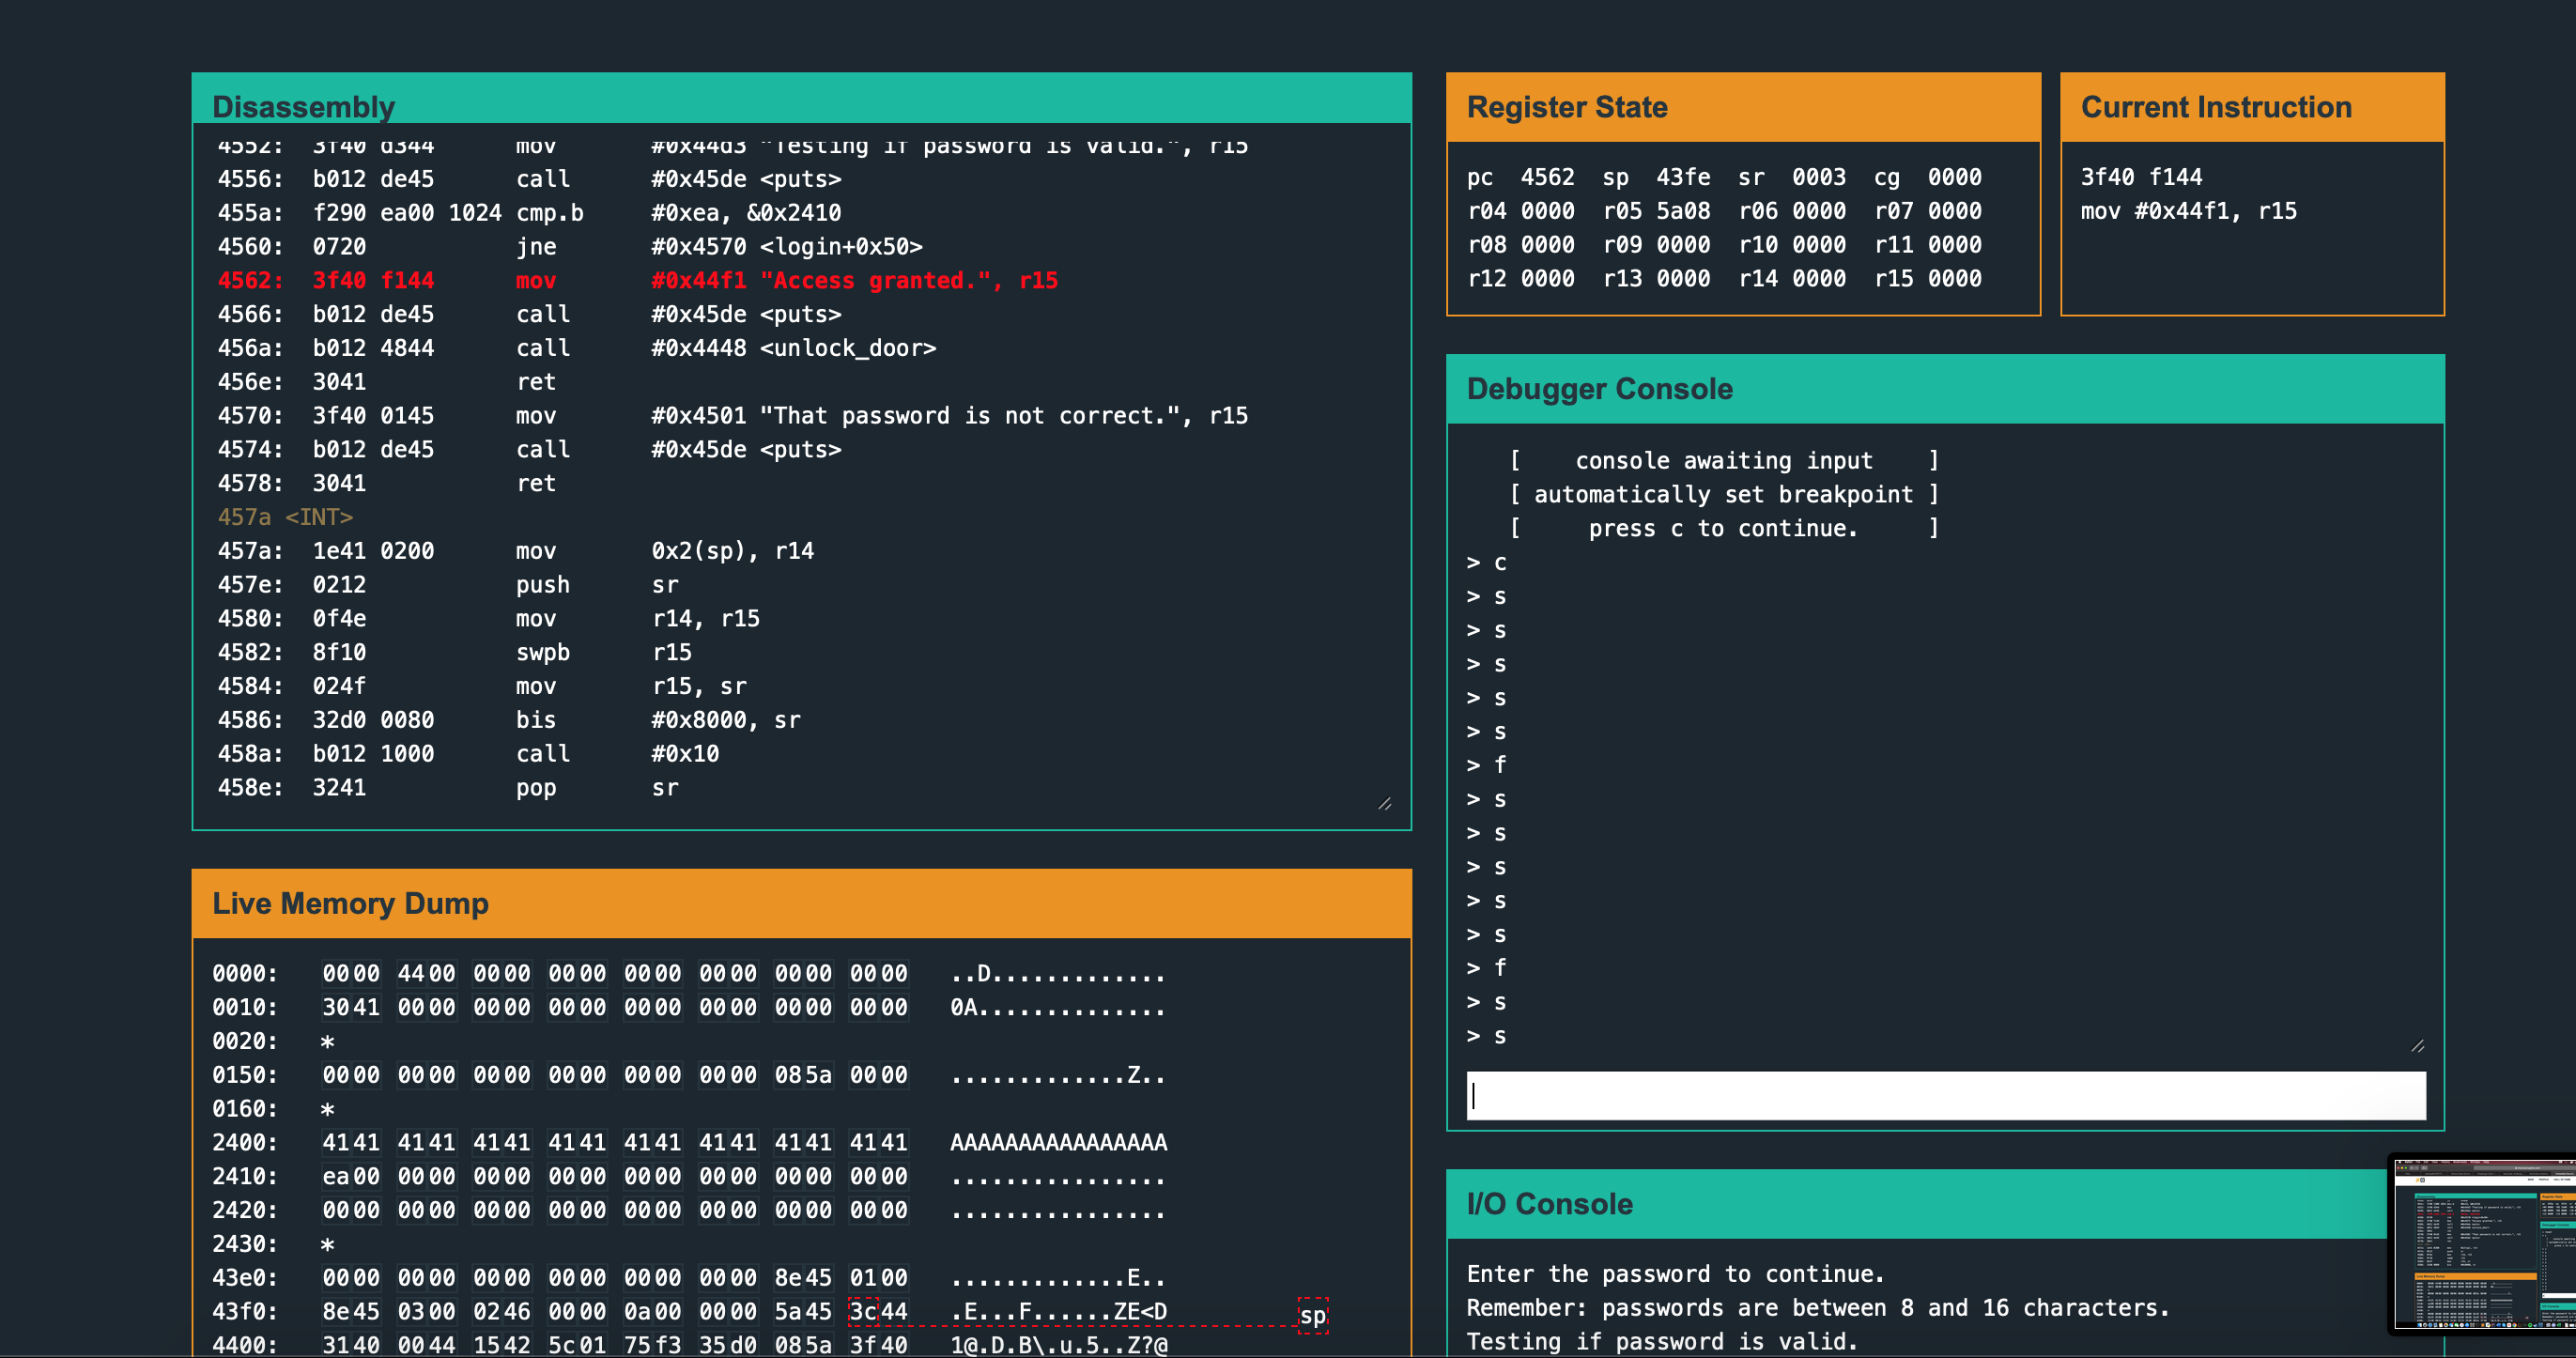 Disassembly
4552: 3f40 d344 mov #0x44d3 "Testing if password is valid.", r15
4556: b012 de45 call #0x45de <puts>
455a: f290 ea00 1024 cmp.b #0xea, &0x2410
4560: 0720 jne #0x4570 <login+0x50>
4562: 3f40 f144 mov #0x44f1 "Access granted.", r15
4566: b012 de45 call #0x45de <puts>
456a: b012 4844 call #0x4448 <unlock_door>
456e: 3041 ret
4570: 3f40 0145 mov #0x4501 "That password is not correct.", r15
4574: b012 de45 call #0x45de <puts>
4578: 3041 ret
457a <INT>
457a: 1e41 0200 mov 0x2(sp), r14
457e: 0212 push sr
4580: 0f4e mov r14, r15
4582: 8f10 swpb r15
4584: 024f mov r15, sr
4586: 32d0 0080 bis #0x8000, sr
458a: b012 1000 call #0x10
458e: 3241 pop sr
Live Memory Dump
0000: 0000 4400 0000 0000 0000 0000 0000 0000 ..D.............
0010: 3041 0000 0000 0000 0000 0000 0000 0000 0A..............
0020: *
0150: 0000 0000 0000 0000 0000 0000 085a 0000 .............Z..
0160: *
2400: 4141 4141 4141 4141 4141 4141 4141 4141 AAAAAAAAAAAAAAAA
2410: ea00 0000 0000 0000 0000 0000 0000 0000 ................
2420: 0000 0000 0000 0000 0000 0000 0000 0000 ................
2430: *
43e0: 0000 0000 0000 0000 0000 0000 8e45 0100 .............E..
43f0: 8e45 0300 0246 0000 0a00 0000 5a45 3c44 .E...F......ZE<D sp
4400: 3140 0044 1542 5c01 75f3 35d0 085a 3f40 1@.D.B\.u.5..Z?@
Register State
pc 4562 sp 43fe sr 0003 cg 0000
r04 0000 r05 5a08 r06 0000 r07 0000
r08 0000 r09 0000 r10 0000 r11 0000
r12 0000 r13 0000 r14 0000 r15 0000
Current Instruction
3f40 f144
mov #0x44f1, r15
Debugger Console
[ console awaiting input ]
[ automatically set breakpoint ]
[ press c to continue. ]
> c
> s
> s
> s
> s
> s
> f
> s
> s
> s
> s
> s
> f
> s
> s
I/O Console
Enter the password to continue.
Remember: passwords are between 8 and 16 characters.
Testing if password is valid.